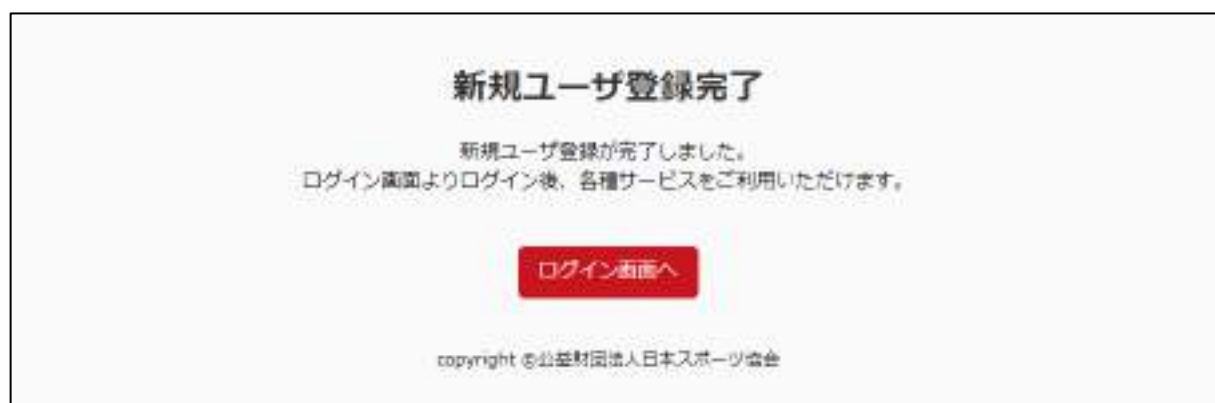 新規ユーザ登録完了
新規ユーザ登録が完了しました。
ログイン画面よりログイン後、各種サービスをご利用いただけます。
ログイン画面へ
copyright ©公益財団法人日本スポーツ協会